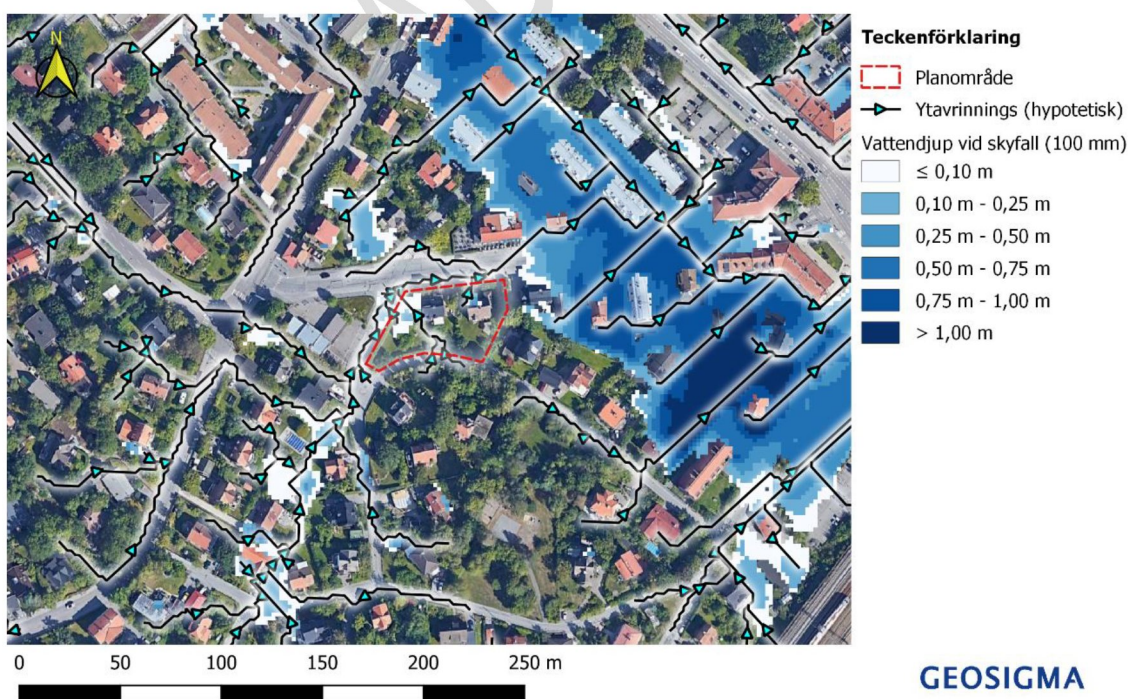 N
Teckenförklaring
Planområde
Ytavrinnings (hypotetisk)
Vattendjup vid skyfall (100 mm)
≤ 0,10 m
0,10 m - 0,25 m
0,25 m - 0,50 m
0,50 m - 0,75 m
0,75 m - 1,00 m
> 1,00 m
0 50 100 150 200 250 m
GEOSIGMA